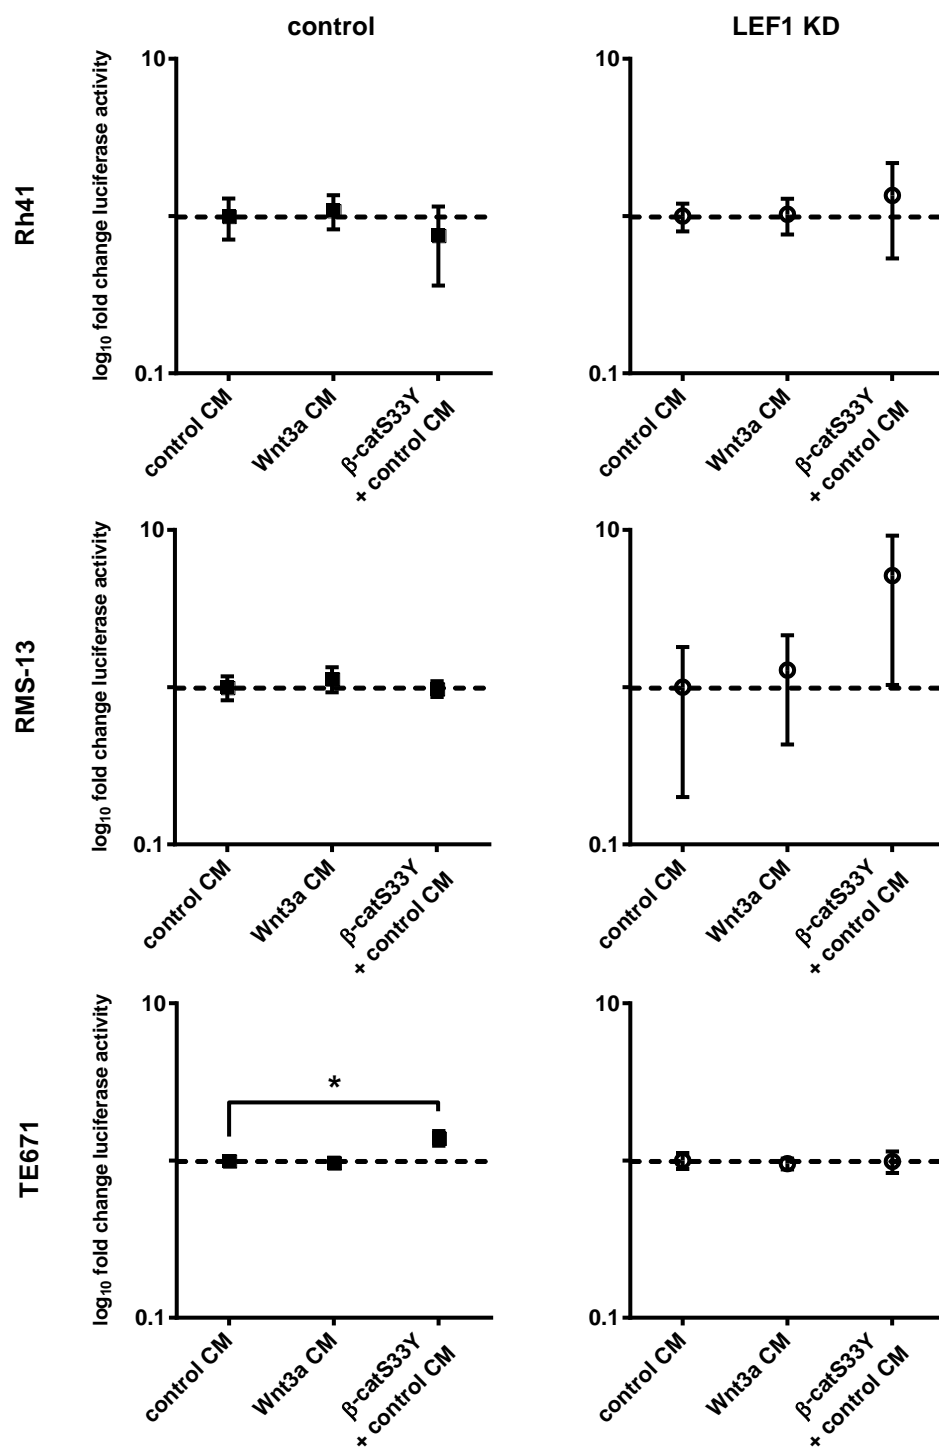 control LEF1 KD
Rh41
log10 fold change luciferase activity
10
0.1
control CM
Wnt3a CM
β-catS33Y
+ control CM
10
0.1
control CM
Wnt3a CM
β-catS33Y
+ control CM
RMS-13
log10 fold change luciferase activity
10
0.1
control CM
Wnt3a CM
β-catS33Y
+ control CM
10
0.1
control CM
Wnt3a CM
β-catS33Y
+ control CM
TE671
log10 fold change luciferase activity
10
0.1
*
control CM
Wnt3a CM
β-catS33Y
+ control CM
10
0.1
control CM
Wnt3a CM
β-catS33Y
+ control CM